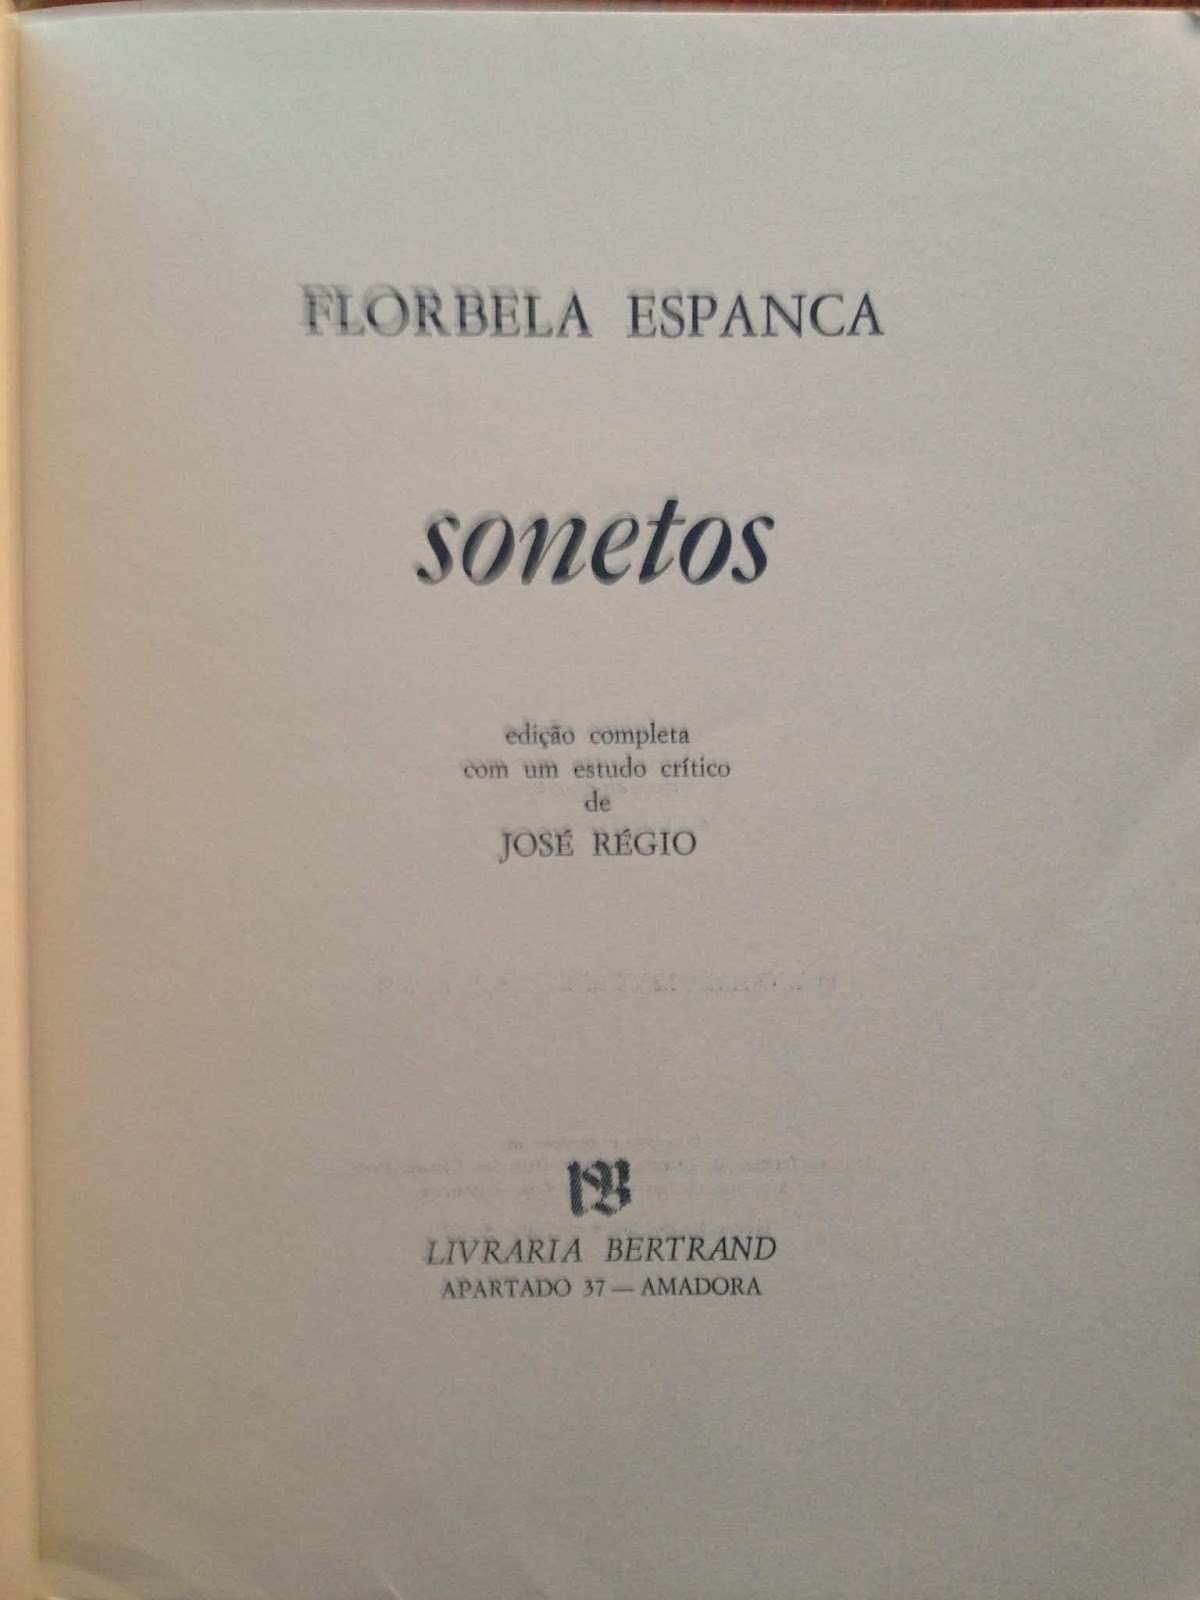 FLORBELA ESPANCA
sonetos
edição completa
com um estudo crítico
de
JOSÉ RÉGIO
LIVRARIA BERTRAND
APARTADO 37 — AMADORA